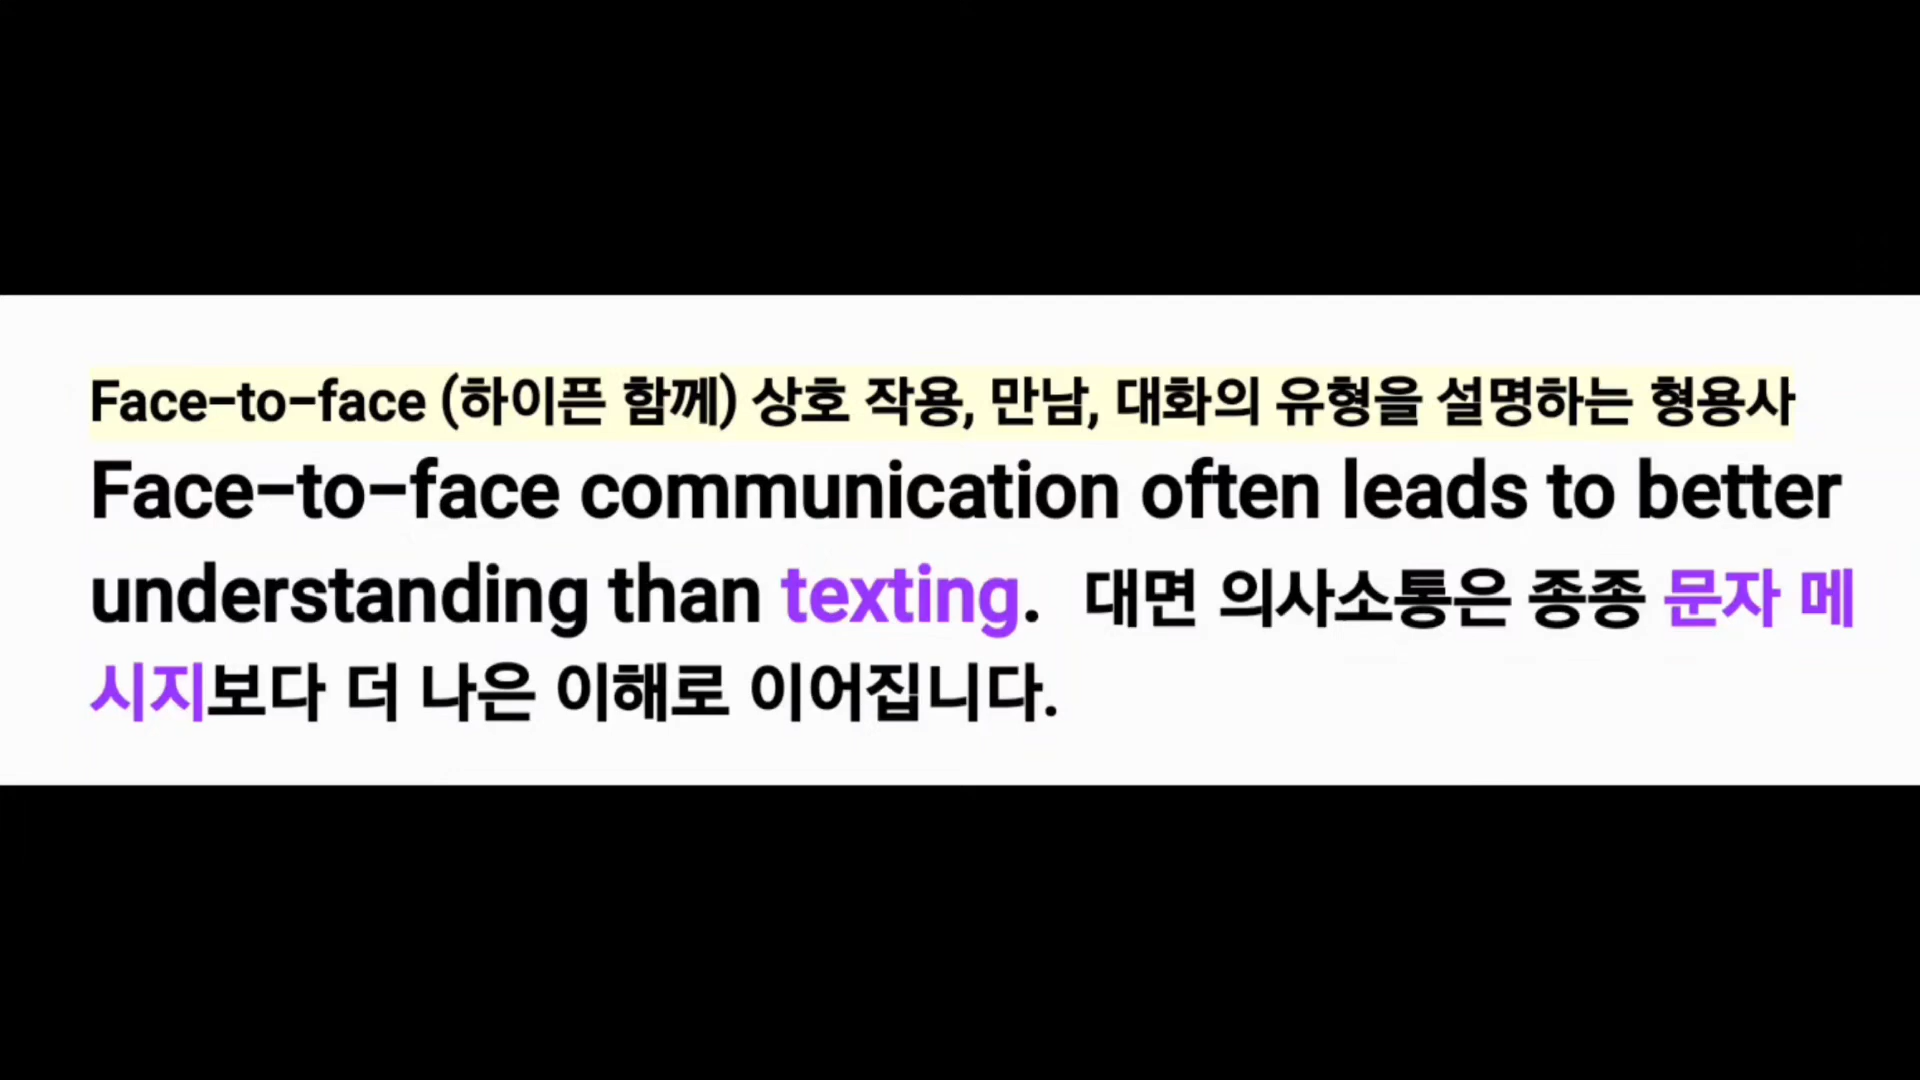 Face-to-face (하이픈 함께) 상호 작용, 만남, 대화의 유형을 설명하는 형용사
Face-to-face communication often leads to better
understanding than texting. 대면 의사소통은 종종 문자 메
시지보다 더 나은 이해로 이어집니다.